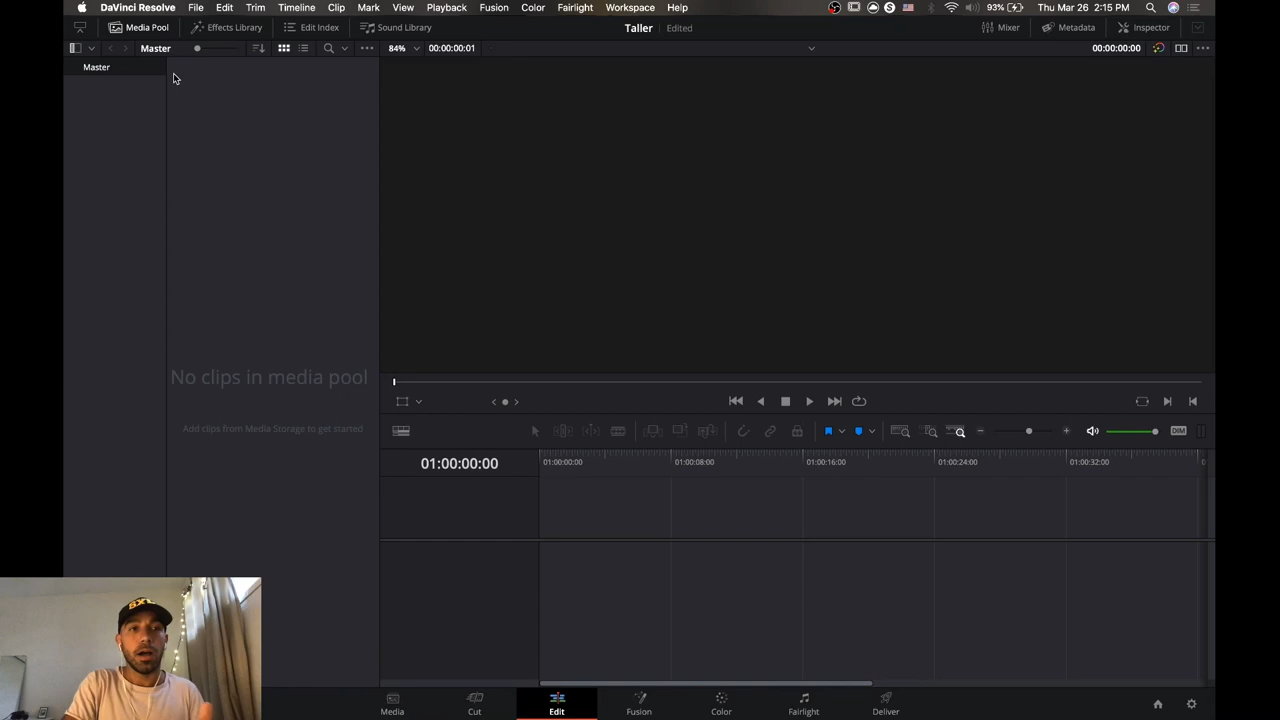 DaVinci Resolve File Edit Trim Timeline Clip Mark View Playback Fusion Color Fairlight Workspace Help 93% Thu Mar 26 2:15 PM
Media Pool Effects Library Edit Index Sound Library Taller Edited Mixer Metadata Inspector
Master 84% 00:00:00:01 00:00:00:00
Master
No clips in media pool
Add clips from Media Storage to get started
DIM
01:00:00:00 01:00:00:00 01:00:08:00 01:00:16:00 01:00:24:00 01:00:32:00
Media Cut Edit Fusion Color Fairlight Deliver